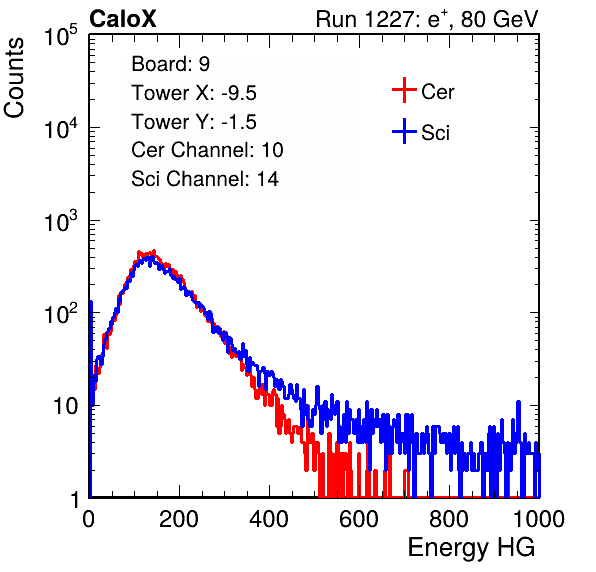 CaloX Run 1227: e⁺, 80 GeV
Counts
10⁵
10⁴
10³
10²
10
1
Board: 9
Tower X: -9.5
Tower Y: -1.5
Cer Channel: 10
Sci Channel: 14
Cer
Sci
0 200 400 600 800 1000
Energy HG